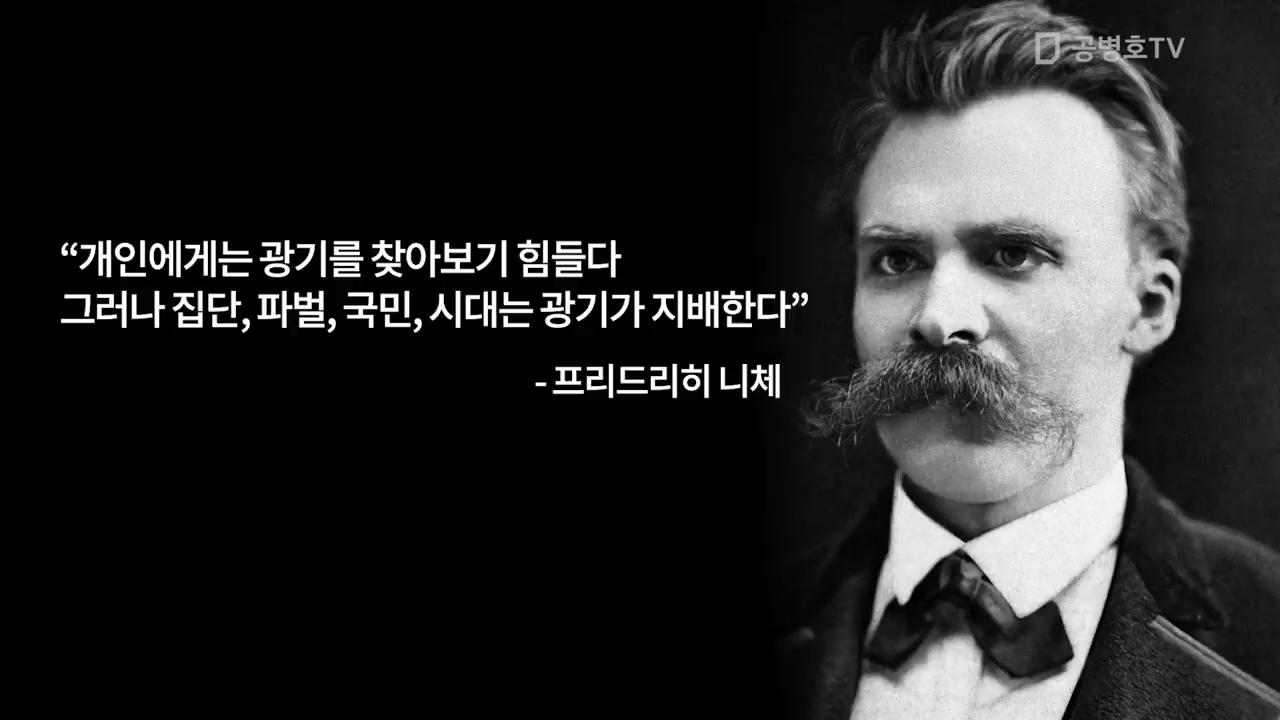 공병호TV
“개인에게는 광기를 찾아보기 힘들다
그러나 집단, 파벌, 국민, 시대는 광기가 지배한다”
- 프리드리히 니체